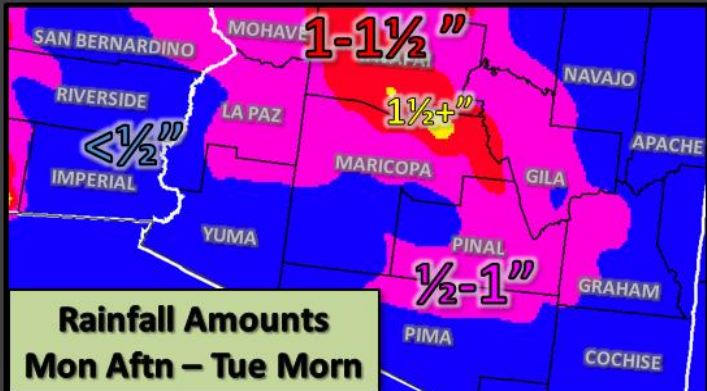 MOHAVE
1-1½”
SAN BERNARDINO
NAVAJO
RIVERSIDE
LA PAZ
1½+”
<½”
APACHE
MARICOPA
IMPERIAL
GILA
YUMA
PINAL
½-1”
GRAHAM
Rainfall Amounts
Mon Aftn – Tue Morn
PIMA
COCHISE